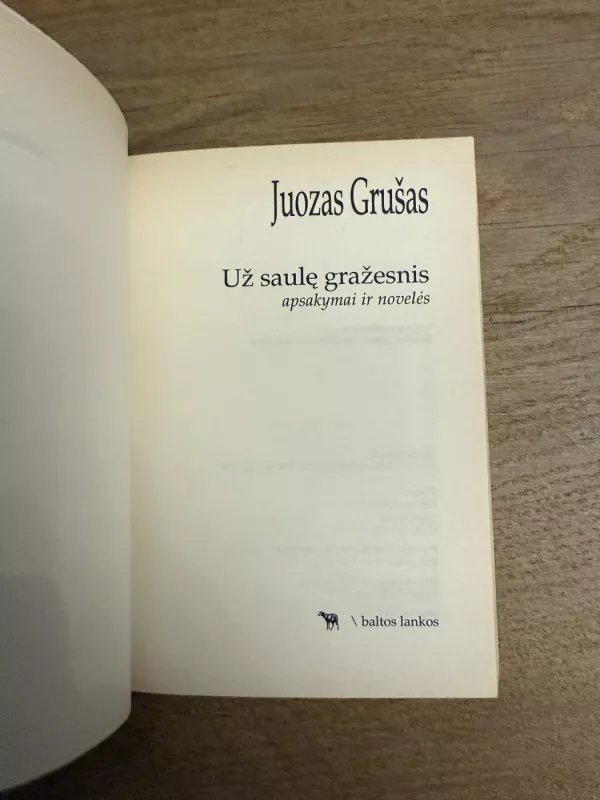 Juozas Grušas
Už saulę gražesnis
apsakymai ir novelės
\ baltos lankos